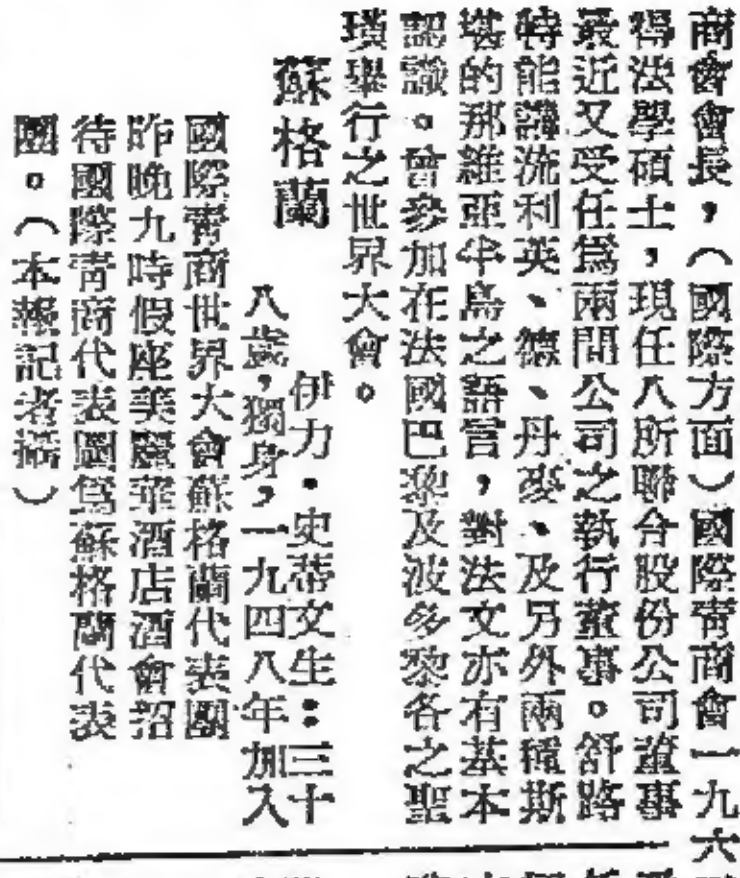 商會會長，（國際方面）國際青商會一九六
得法學碩士，現任八所聯合股份公司董事
最近又受任為兩間公司之執行董事。舒路
時能講流利英、德、丹麥、及另外兩種斯
堪的那維亞半島之語言，對法文亦有基本
認識。曾參加在法國巴黎及波多黎各之聖
璜舉行之世界大會。
蘇格蘭
伊力・史蒂文生：三十
八歲，獨身，一九四八年加入
國際青商世界大會蘇格蘭代表團
昨晚九時假座美麗華酒店酒會招
待國際青商代表團為蘇格蘭代表
團。（本報記者攝）